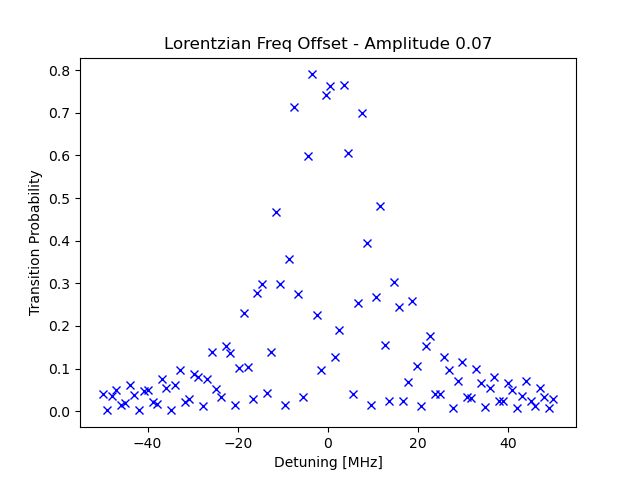 Lorentzian Freq Offset - Amplitude 0.07
Transition Probability
0.8
0.7
0.6
0.5
0.4
0.3
0.2
0.1
0.0
−40 −20 0 20 40
Detuning [MHz]